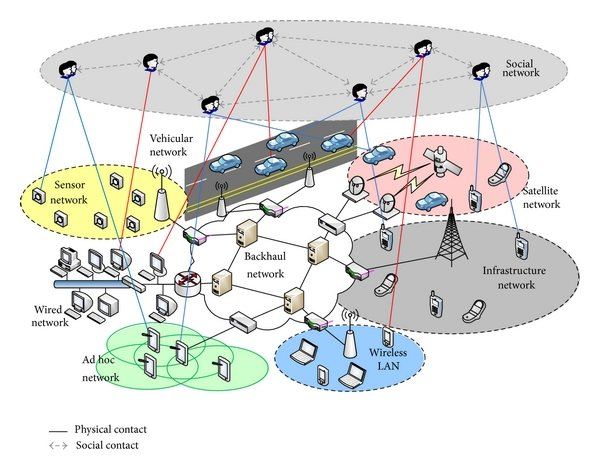 Social
network
Vehicular
network
Sensor
network
Satellite
network
Backhaul
network
Infrastructure
network
Wired
network
Ad hoc
network
Wireless
LAN
Physical contact
Social contact